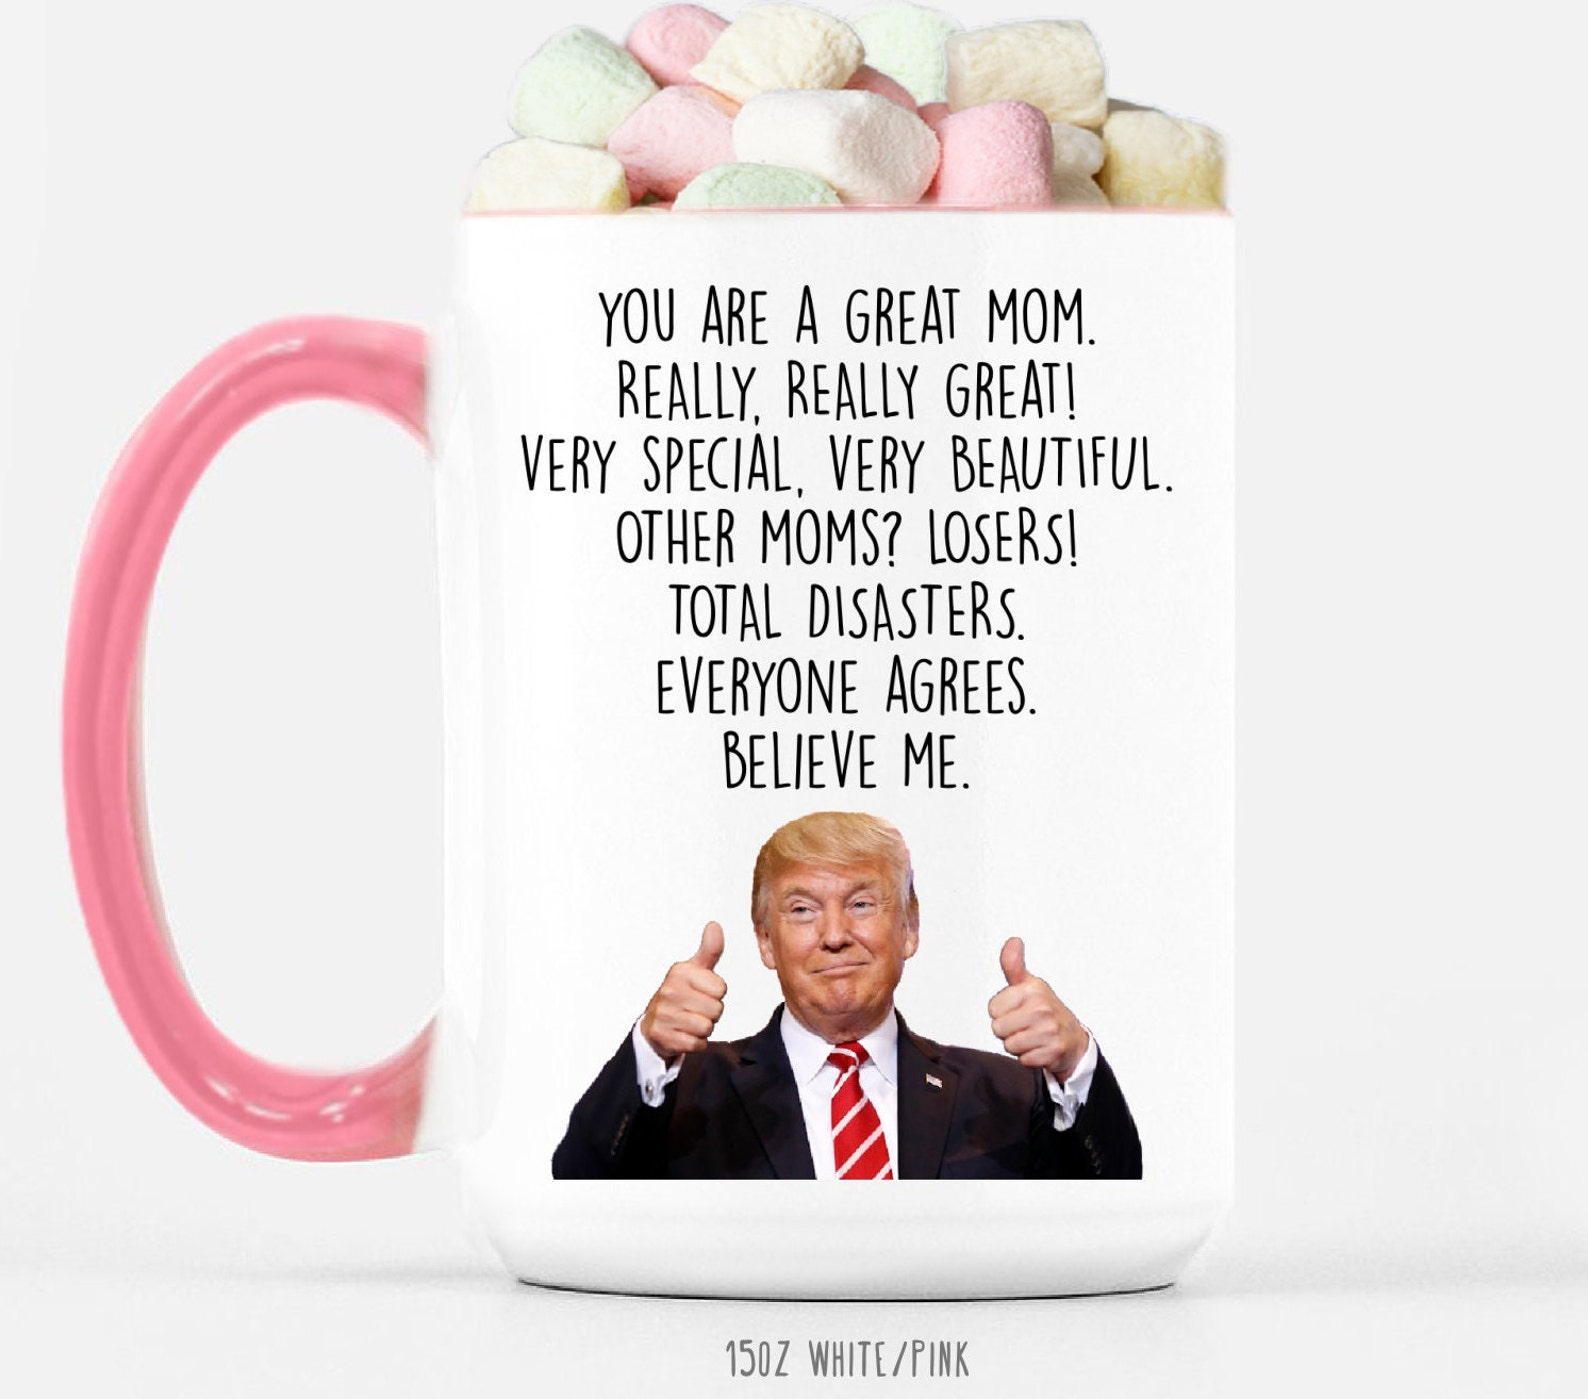 YOU ARE A GREAT MOM.
REALLY, REALLY GREAT!
VERY SPECIAL, VERY BEAUTIFUL.
OTHER MOMS? LOSERS!
TOTAL DISASTERS.
EVERYONE AGREES.
BELIEVE ME.
15OZ WHITE/PINK